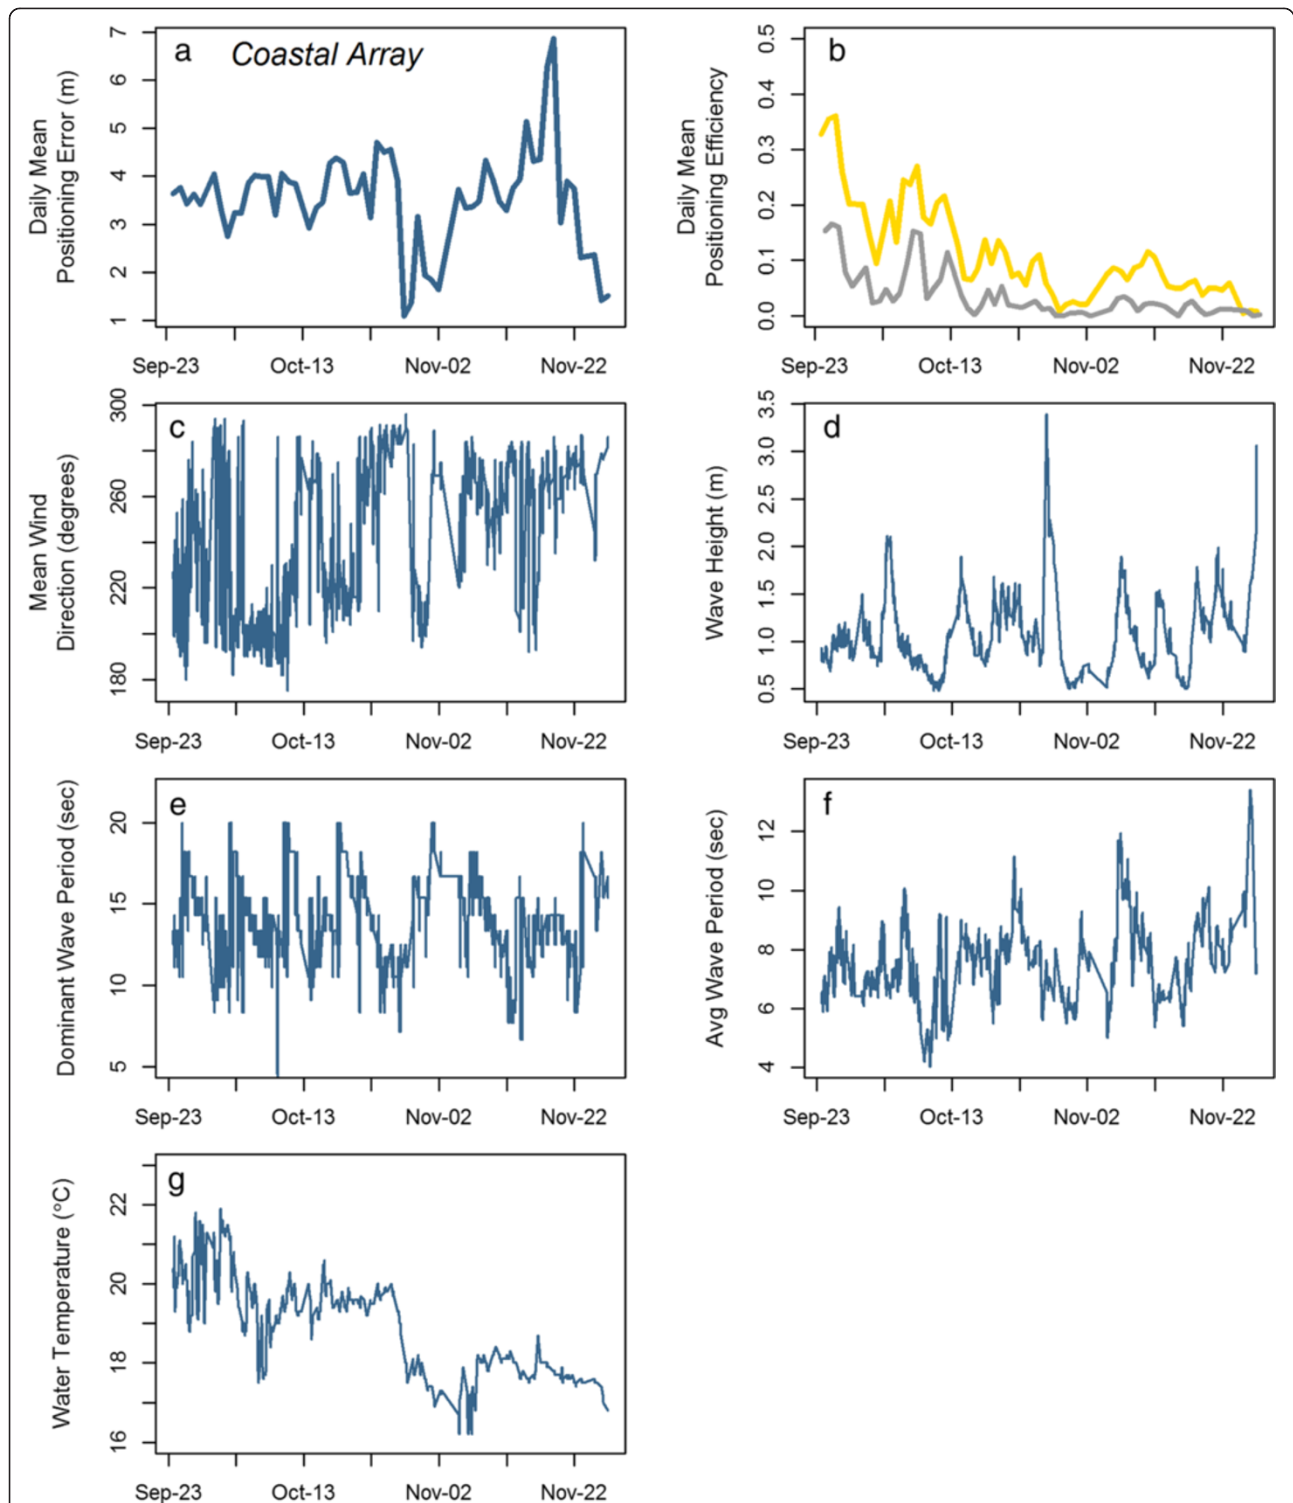 a Coastal Array
Daily Mean
Positioning Error (m)
7
6
5
4
3
2
1
Sep-23 Oct-13 Nov-02 Nov-22
b
Daily Mean
Positioning Efficiency
0.5
0.4
0.3
0.2
0.1
0.0
Sep-23 Oct-13 Nov-02 Nov-22
c
Mean Wind
Direction (degrees)
300
260
220
180
Sep-23 Oct-13 Nov-02 Nov-22
d
Wave Height (m)
3.5
3.0
2.5
2.0
1.5
1.0
0.5
Sep-23 Oct-13 Nov-02 Nov-22
e
Dominant Wave Period (sec)
20
15
10
5
Sep-23 Oct-13 Nov-02 Nov-22
f
Avg Wave Period (sec)
12
10
8
6
4
Sep-23 Oct-13 Nov-02 Nov-22
g
Water Temperature (°C)
22
20
18
16
Sep-23 Oct-13 Nov-02 Nov-22